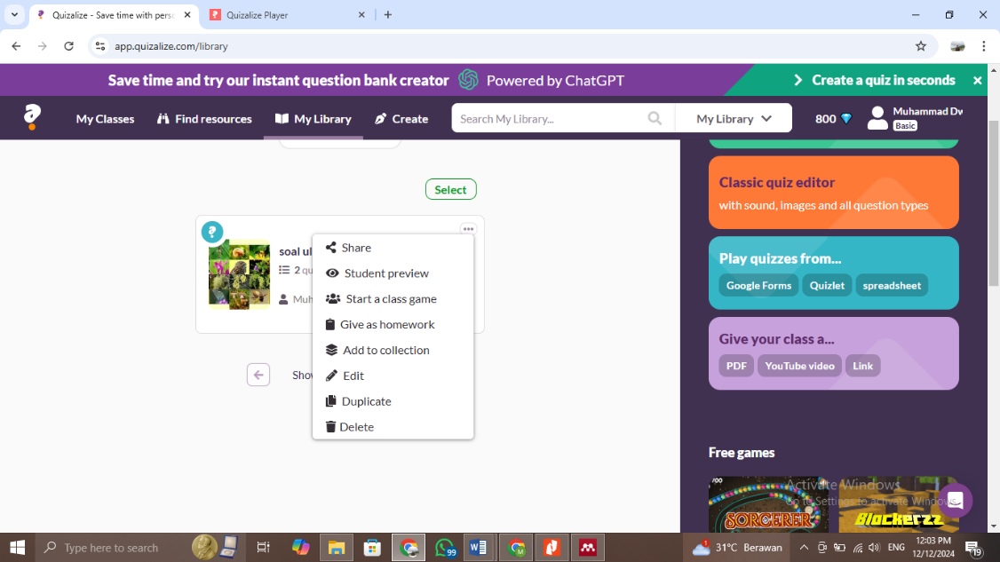 Quizalize - Save time with perso
Quizalize Player
app.quizalize.com/library
Save time and try our instant question bank creator Powered by ChatGPT
Create a quiz in seconds
My Classes
Find resources
My Library
Create
Search My Library...
My Library
800
Muhammad Dw
Basic
Select
Classic quiz editor
with sound, images and all question types
soal ul
2 qu
Muh
Share
Student preview
Start a class game
Give as homework
Add to collection
Edit
Duplicate
Delete
Show
Play quizzes from...
Google Forms
Quizlet
spreadsheet
Give your class a...
PDF
YouTube video
Link
Free games
SORCERER
Blockerzz
Activate Windows
Go to Settings to activate Windows.
Type here to search
99
31°C Berawan
ENG
12:03 PM
12/12/2024
19